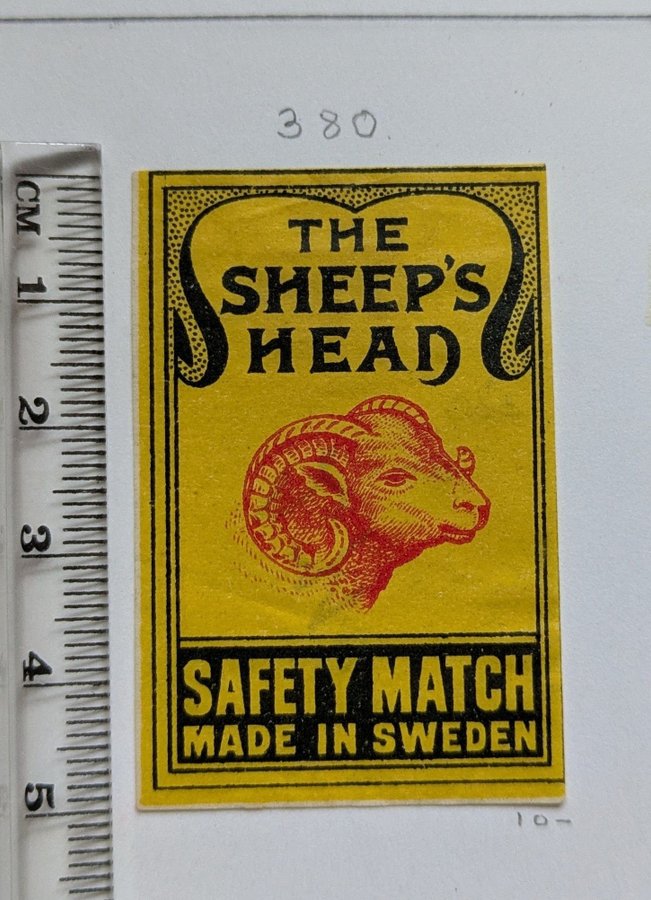 380.
CM
1
2
3
4
5
THE
SHEEP'S
HEAD
SAFETY MATCH
MADE IN SWEDEN
10-